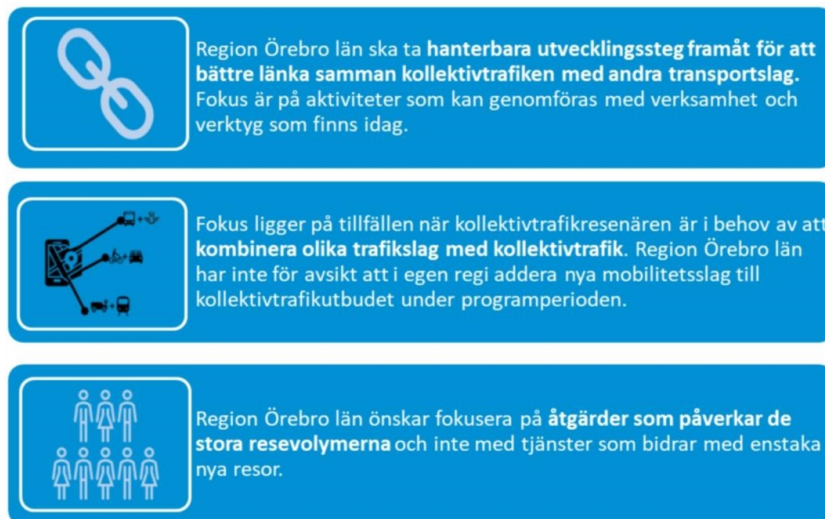 Region Örebro län ska ta hanterbara utvecklingssteg framåt för att
bättre länka samman kollektivtrafiken med andra transportslag.
Fokus är på aktiviteter som kan genomföras med verksamhet och
verktyg som finns idag.
Fokus ligger på tillfällen när kollektivtrafikresenären är i behov av att
kombinera olika trafikslag med kollektivtrafik. Region Örebro län
har inte för avsikt att i egen regi addera nya mobilitetsslag till
kollektivtrafikutbudet under programperioden.
Region Örebro län önskar fokusera på åtgärder som påverkar de
stora resevolymerna och inte med tjänster som bidrar med enstaka
nya resor.